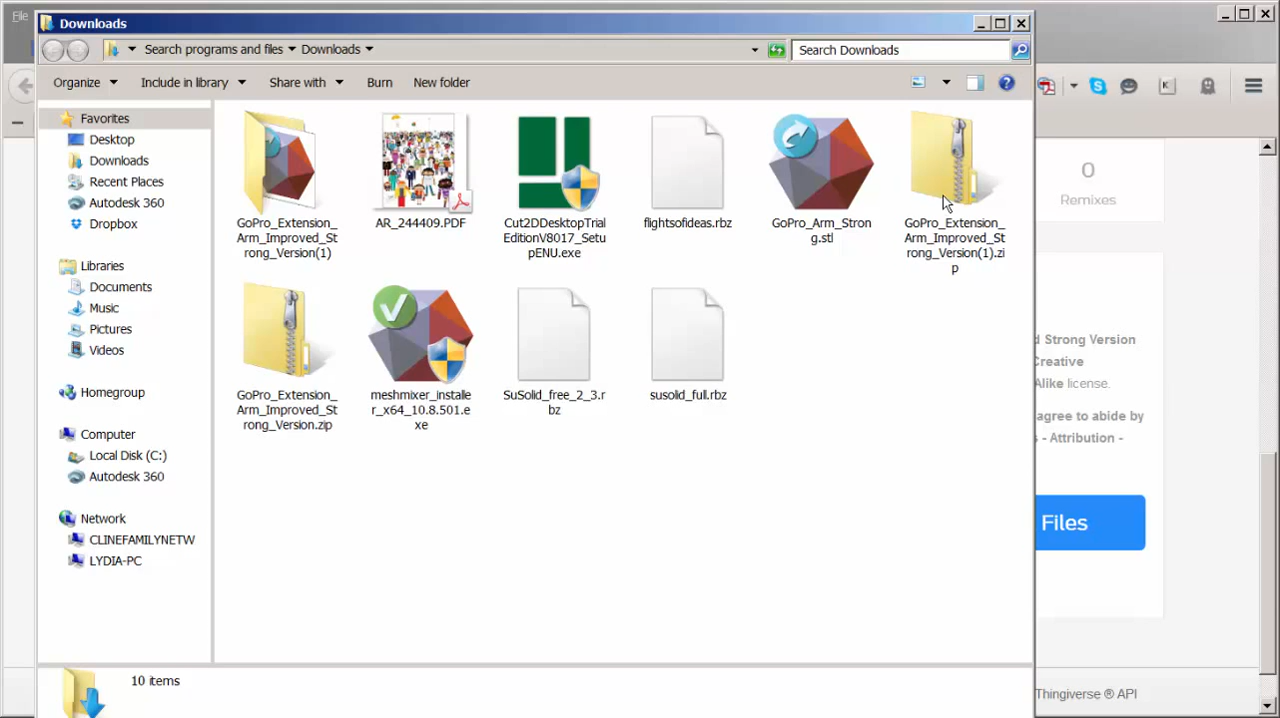 File
Downloads
Search programs and files Downloads
Search Downloads
Organize Include in library Share with Burn New folder
Favorites
Desktop
Downloads
Recent Places
Autodesk 360
Dropbox
Libraries
Documents
Music
Pictures
Videos
Homegroup
Computer
Local Disk (C:)
Autodesk 360
Network
CLINEFAMILYNETW
LYDIA-PC
GoPro_Extension_
Arm_Improved_St
rong_Version(1)
AR_244409.PDF
Cut2DDesktopTrial
EditionV8017_Setu
pENU.exe
flightsofideas.rbz
GoPro_Arm_Stron
g.stl
GoPro_Extension_
Arm_Improved_St
rong_Version(1).zi
p
GoPro_Extension_
Arm_Improved_St
rong_Version.zip
meshmixer_installe
r_x64_10.8.501.e
xe
SuSolid_free_2_3.r
bz
susolid_full.rbz
10 items
0
Remixes
d Strong Version
Creative
Alike license.
agree to abide by
s - Attribution -
Files
Thingiverse ® API